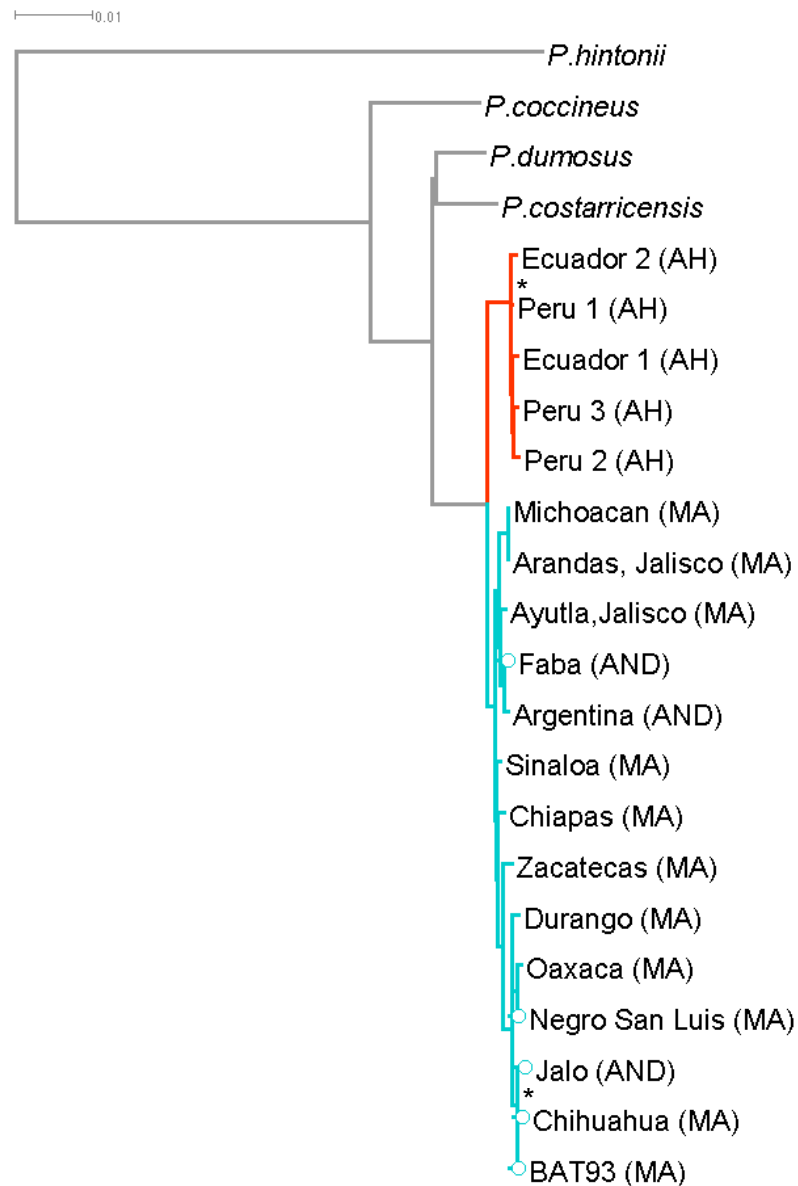 0.01
P.hintonii
P.coccineus
P.dumosus
P.costarricensis
Ecuador 2 (AH)
*
Peru 1 (AH)
Ecuador 1 (AH)
Peru 3 (AH)
Peru 2 (AH)
Michoacan (MA)
Arandas, Jalisco (MA)
Ayutla,Jalisco (MA)
Faba (AND)
Argentina (AND)
Sinaloa (MA)
Chiapas (MA)
Zacatecas (MA)
Durango (MA)
Oaxaca (MA)
Negro San Luis (MA)
Jalo (AND)
*
Chihuahua (MA)
BAT93 (MA)